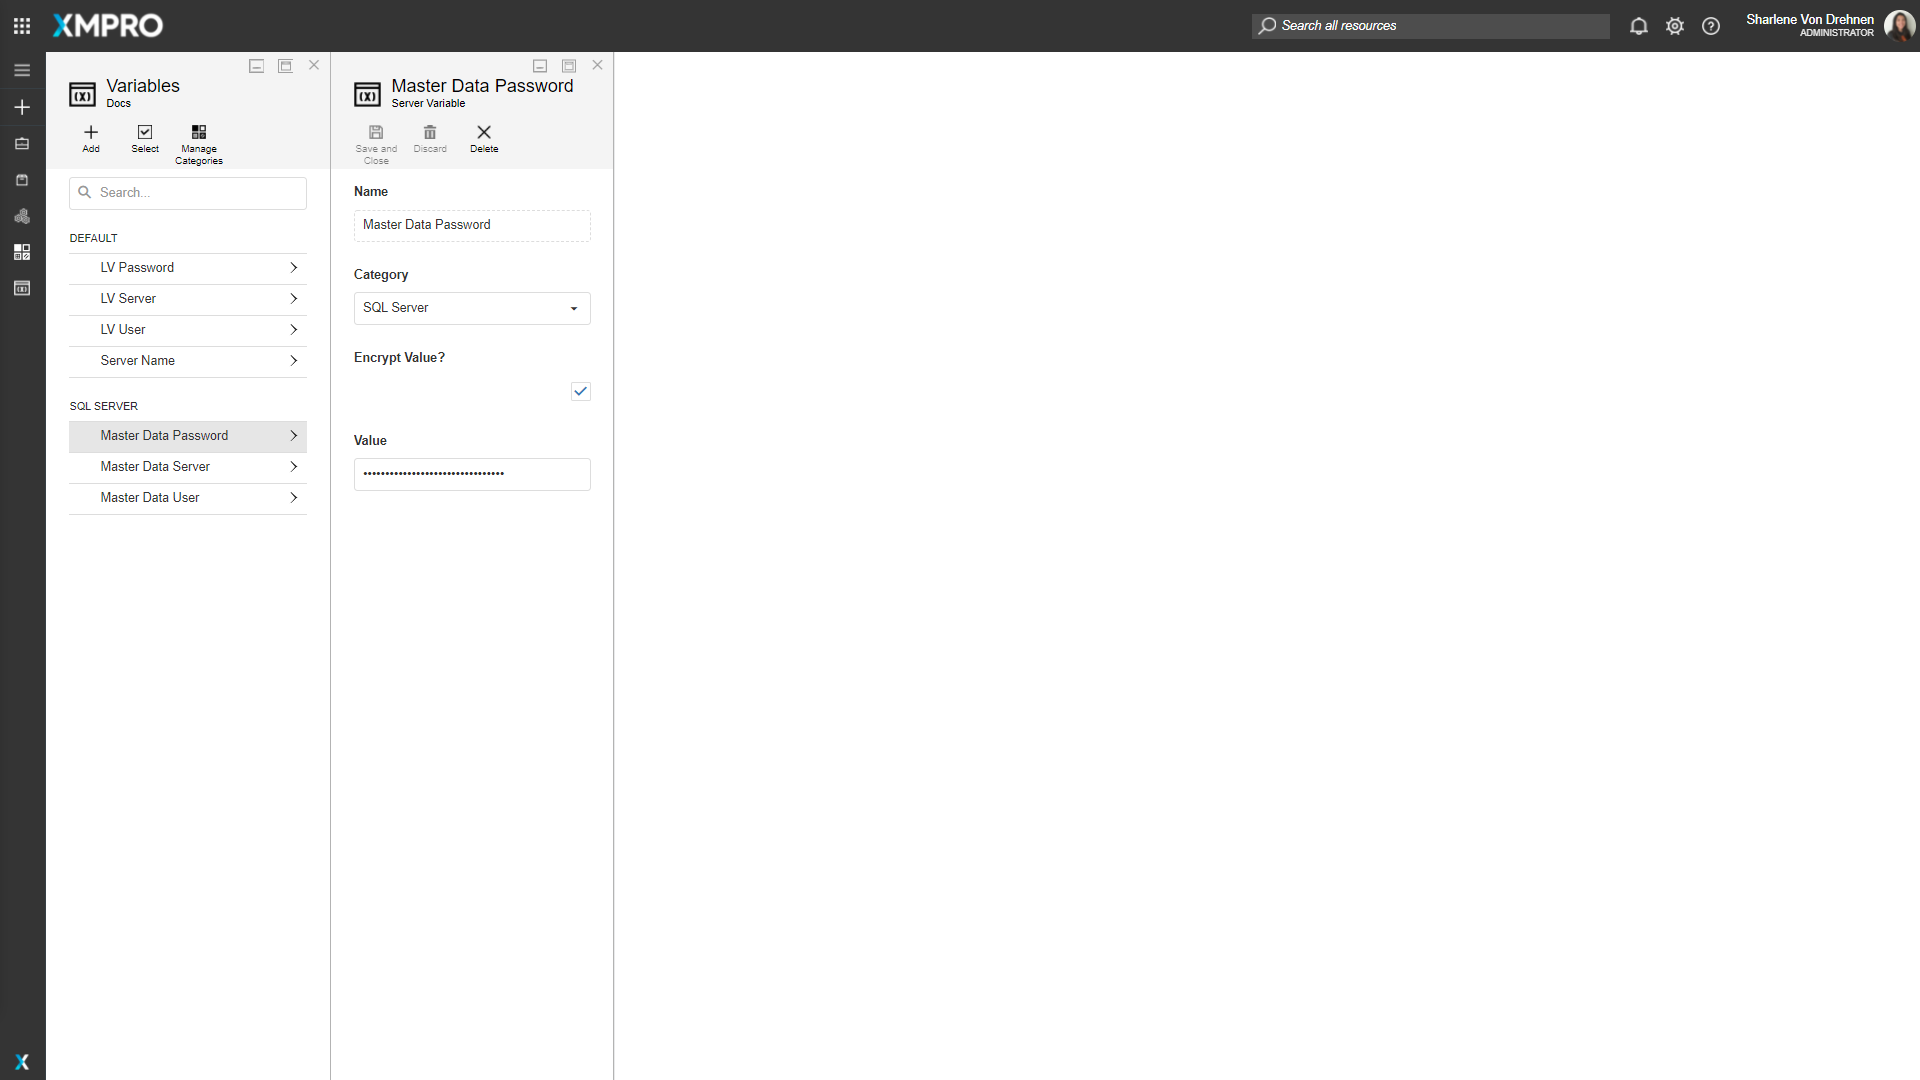 XMPRO
Search all resources
Sharlene Von Drehnen
ADMINISTRATOR
Variables
Docs
Add
Select
Manage
Categories
Search...
DEFAULT
LV Password
LV Server
LV User
Server Name
SQL SERVER
Master Data Password
Master Data Server
Master Data User
Master Data Password
Server Variable
Save and
Close
Discard
Delete
Name
Master Data Password
Category
SQL Server
Encrypt Value?
Value
••••••••••••••••••••••••••••••••